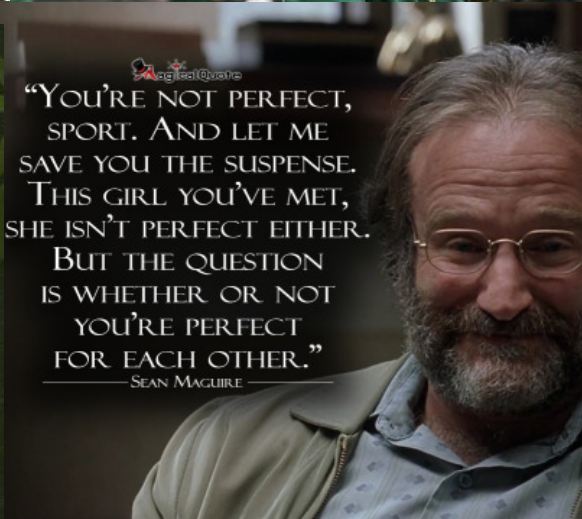 MagicalQuote
“You’re not perfect,
sport. And let me
save you the suspense.
This girl you’ve met,
she isn’t perfect either.
But the question
is whether or not
you’re perfect
for each other.”
Sean Maguire